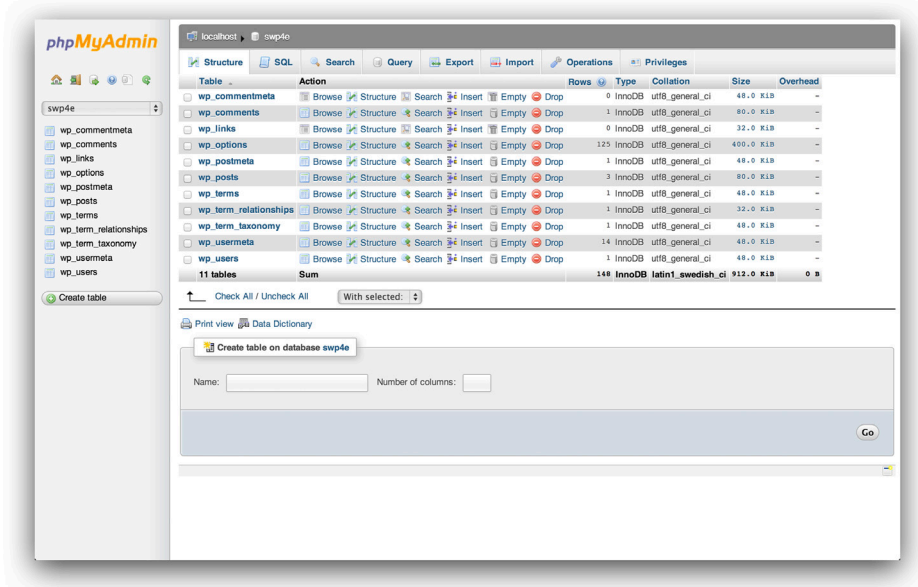 phpMyAdmin
localhost swp4e
Structure SQL Search Query Export Import Operations Privileges
swp4e
wp_commentmeta
wp_comments
wp_links
wp_options
wp_postmeta
wp_posts
wp_terms
wp_term_relationships
wp_term_taxonomy
wp_usermeta
wp_users
Create table
Table Action Rows Type Collation Size Overhead
wp_commentmeta Browse Structure Search Insert Empty Drop 0 InnoDB utf8_general_ci 48.0 KiB -
wp_comments Browse Structure Search Insert Empty Drop 1 InnoDB utf8_general_ci 80.0 KiB -
wp_links Browse Structure Search Insert Empty Drop 0 InnoDB utf8_general_ci 32.0 KiB -
wp_options Browse Structure Search Insert Empty Drop 125 InnoDB utf8_general_ci 400.0 KiB -
wp_postmeta Browse Structure Search Insert Empty Drop 1 InnoDB utf8_general_ci 48.0 KiB -
wp_posts Browse Structure Search Insert Empty Drop 3 InnoDB utf8_general_ci 80.0 KiB -
wp_terms Browse Structure Search Insert Empty Drop 1 InnoDB utf8_general_ci 48.0 KiB -
wp_term_relationships Browse Structure Search Insert Empty Drop 1 InnoDB utf8_general_ci 32.0 KiB -
wp_term_taxonomy Browse Structure Search Insert Empty Drop 1 InnoDB utf8_general_ci 48.0 KiB -
wp_usermeta Browse Structure Search Insert Empty Drop 14 InnoDB utf8_general_ci 48.0 KiB -
wp_users Browse Structure Search Insert Empty Drop 1 InnoDB utf8_general_ci 48.0 KiB -
11 tables Sum 148 InnoDB latin1_swedish_ci 912.0 KiB 0 B
Check All / Uncheck All With selected:
Print view Data Dictionary
Create table on database swp4e
Name: Number of columns:
Go